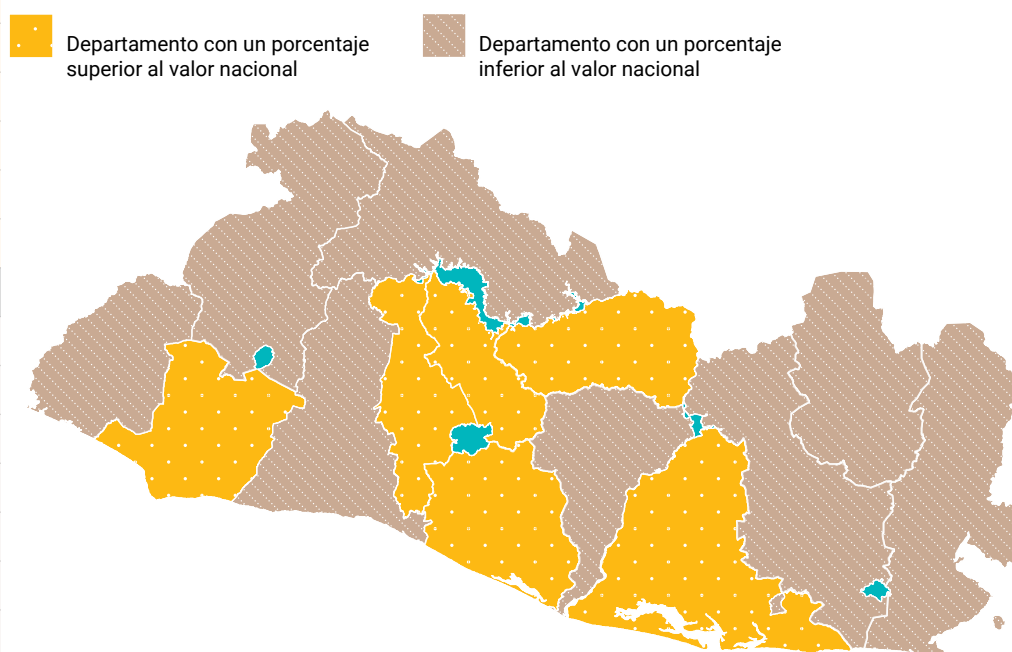 Departamento con un porcentaje
superior al valor nacional
Departamento con un porcentaje
inferior al valor nacional